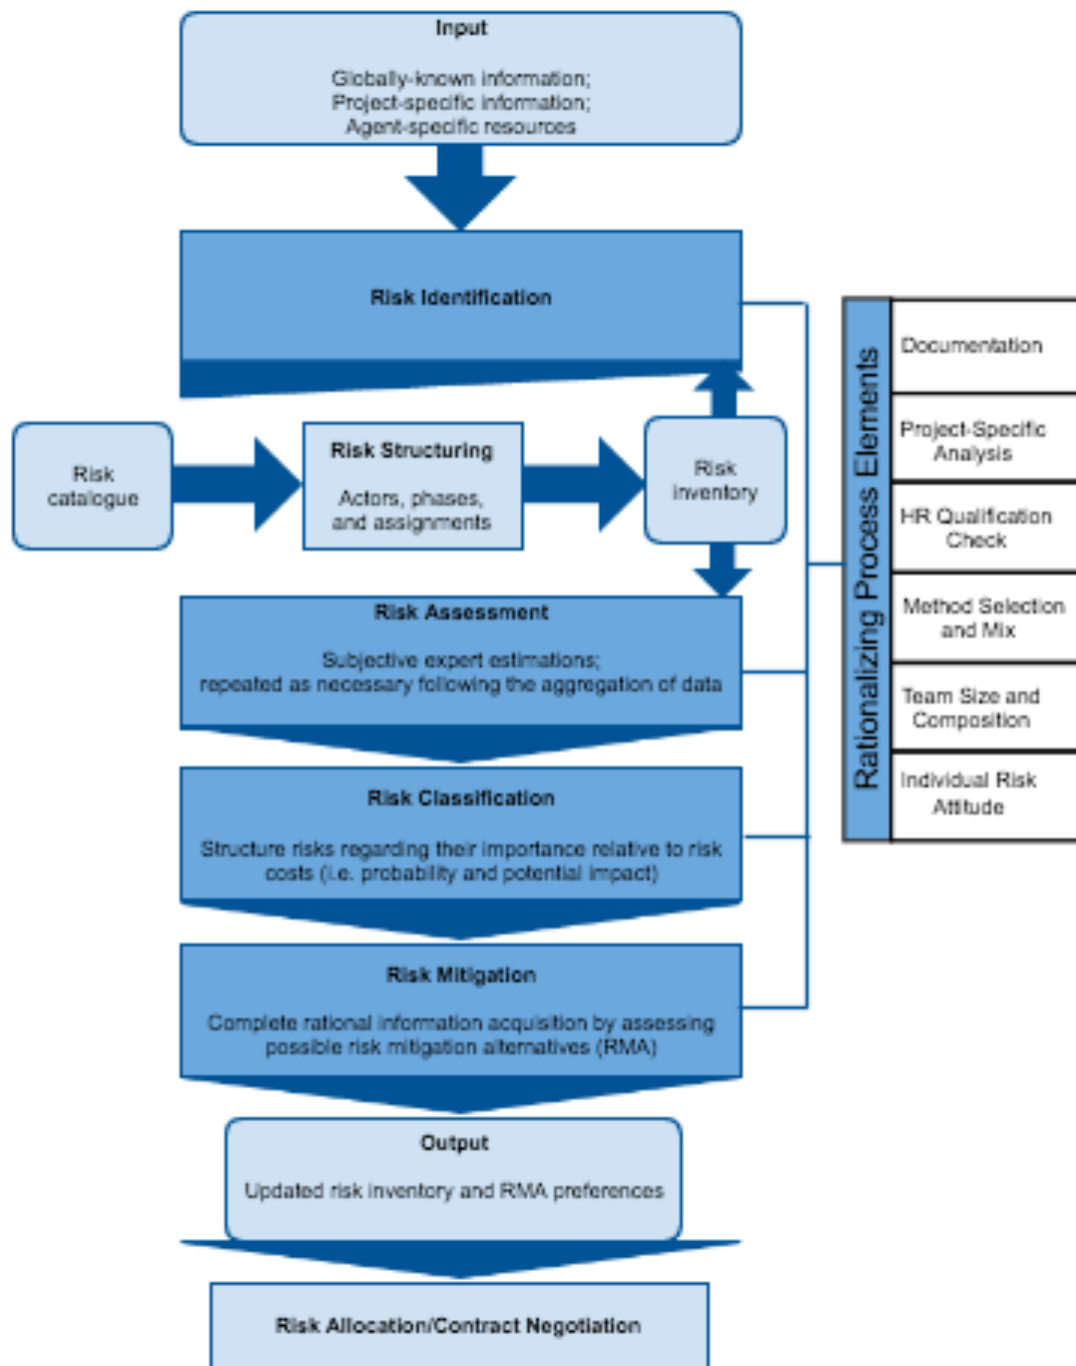 Input
Globally-known information;
Project-specific information;
Agent-specific resources
Risk Identification
Risk
catalogue
Risk Structuring
Actors, phases,
and assignments
Risk
inventory
Risk Assessment
Subjective expert estimations;
repeated as necessary following the aggregation of data
Risk Classification
Structure risks regarding their importance relative to risk
costs (i.e. probability and potential impact)
Risk Mitigation
Complete rational information acquisition by assessing
possible risk mitigation alternatives (RMA)
Output
Updated risk inventory and RMA preferences
Risk Allocation/Contract Negotiation
Rationalizing Process Elements
Documentation
Project-Specific
Analysis
HR Qualification
Check
Method Selection
and Mix
Team Size and
Composition
Individual Risk
Attitude